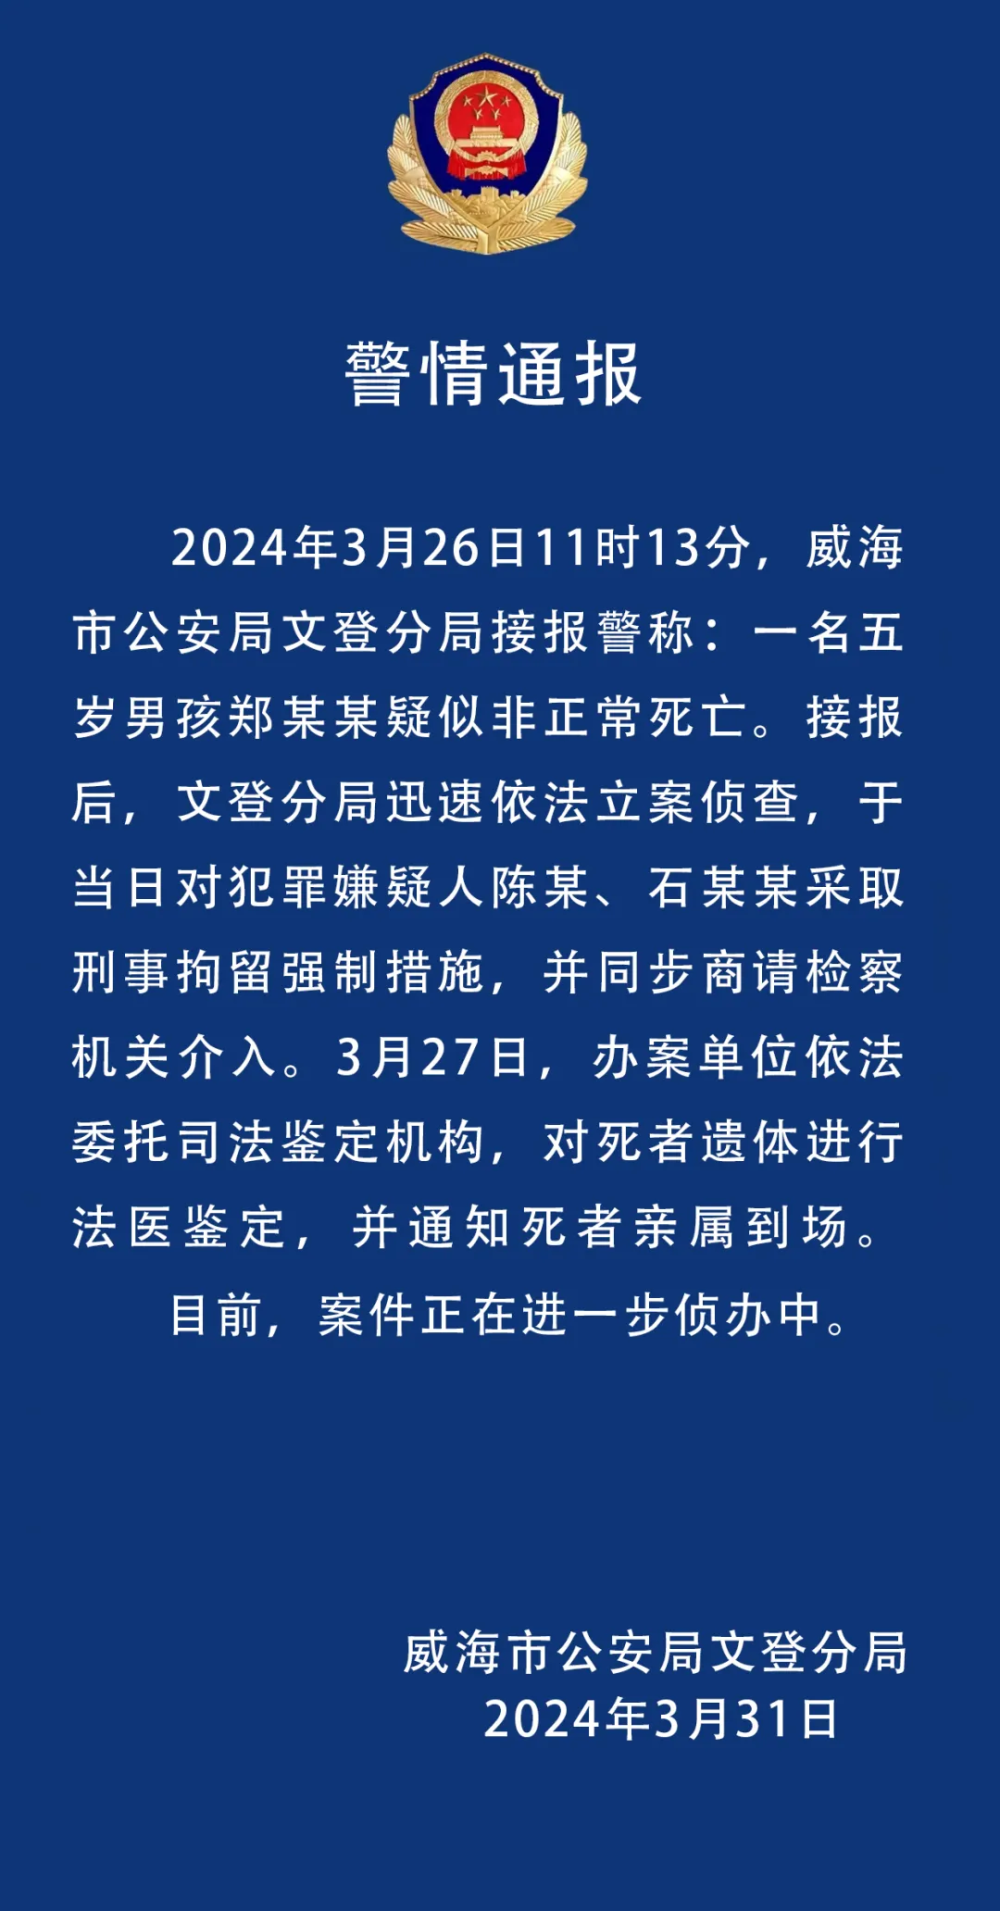 警情通报
2024年3月26日11时13分，威海
市公安局文登分局接报警称：一名五
岁男孩郑某某疑似非正常死亡。接报
后，文登分局迅速依法立案侦查，于
当日对犯罪嫌疑人陈某、石某某采取
刑事拘留强制措施，并同步商请检察
机关介入。3月27日，办案单位依法
委托司法鉴定机构，对死者遗体进行
法医鉴定，并通知死者亲属到场。
目前，案件正在进一步侦办中。
威海市公安局文登分局
2024年3月31日